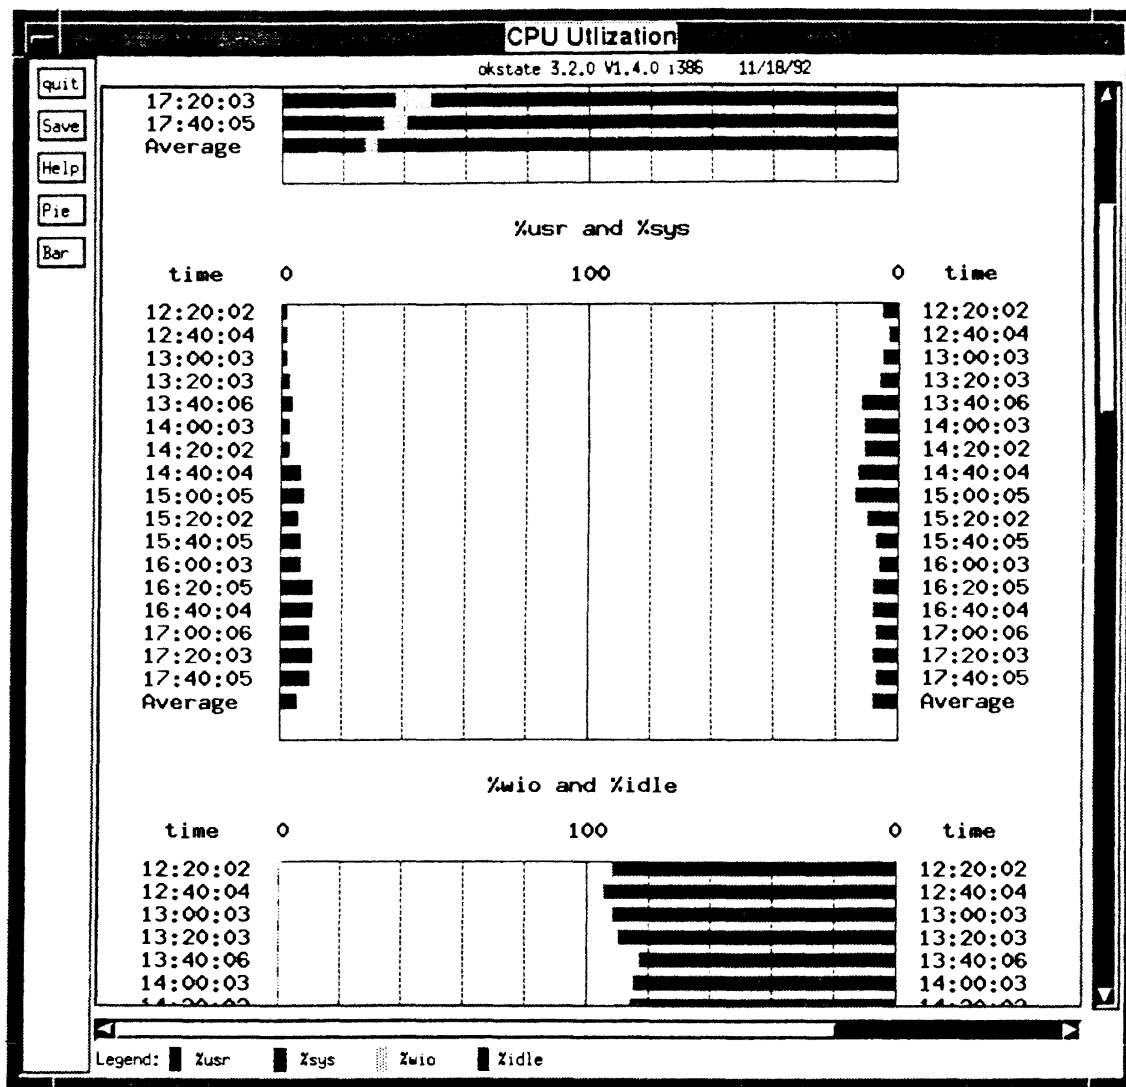 CPU Utlization
okstate 3.2.0 V1.4.0 i386 11/18/92
quit
Save
Help
Pie
Bar
17:20:03
17:40:05
Average
%usr and %sys
time 0 100 0 time
12:20:02 12:20:02
12:40:04 12:40:04
13:00:03 13:00:03
13:20:03 13:20:03
13:40:06 13:40:06
14:00:03 14:00:03
14:20:02 14:20:02
14:40:04 14:40:04
15:00:05 15:00:05
15:20:02 15:20:02
15:40:05 15:40:05
16:00:03 16:00:03
16:20:05 16:20:05
16:40:04 16:40:04
17:00:06 17:00:06
17:20:03 17:20:03
17:40:05 17:40:05
Average Average
%wio and %idle
time 0 100 0 time
12:20:02 12:20:02
12:40:04 12:40:04
13:00:03 13:00:03
13:20:03 13:20:03
13:40:06 13:40:06
14:00:03 14:00:03
Legend: %usr %sys %wio %idle